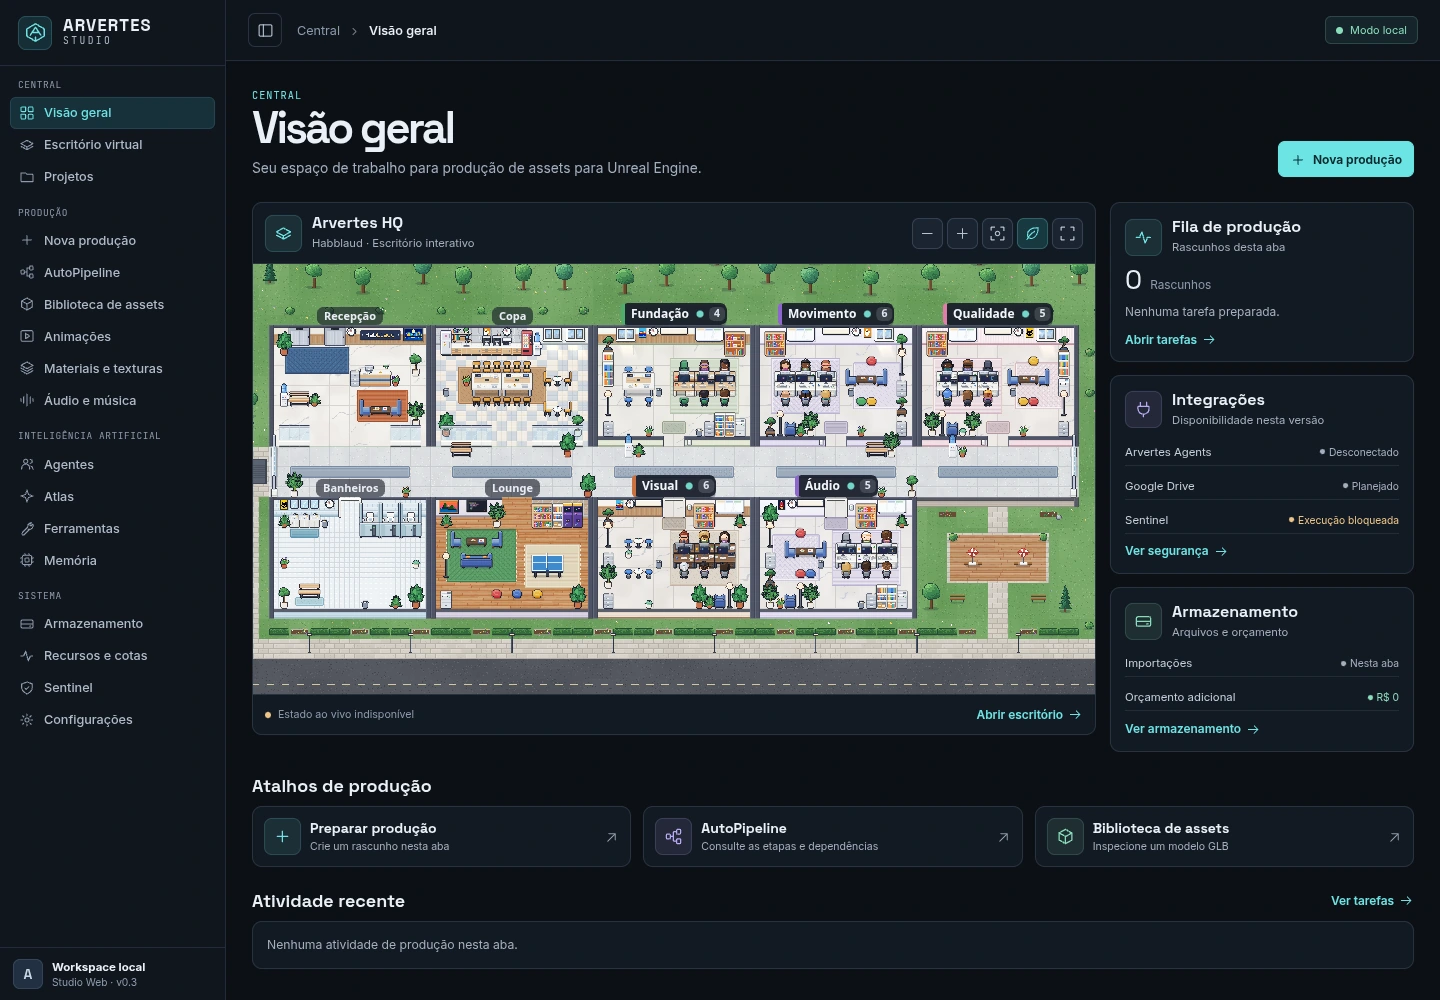 ARVERTES
STUDIO
CENTRAL
Visão geral
Escritório virtual
Projetos
PRODUÇÃO
Nova produção
AutoPipeline
Biblioteca de assets
Animações
Materiais e texturas
Áudio e música
INTELIGÊNCIA ARTIFICIAL
Agentes
Atlas
Ferramentas
Memória
SISTEMA
Armazenamento
Recursos e cotas
Sentinel
Configurações
A
Workspace local
Studio Web · v0.3
Central > Visão geral
Modo local
CENTRAL
Visão geral
Seu espaço de trabalho para produção de assets para Unreal Engine.
Nova produção
Arvertes HQ
Habblaud · Escritório interativo
Recepção
Copa
Fundação 4
Movimento 6
Qualidade 5
Banheiros
Lounge
Visual 6
Áudio 5
Estado ao vivo indisponível
Abrir escritório →
Fila de produção
Rascunhos desta aba
0 Rascunhos
Nenhuma tarefa preparada.
Abrir tarefas →
Integrações
Disponibilidade nesta versão
Arvertes Agents Desconectado
Google Drive Planejado
Sentinel Execução bloqueada
Ver segurança →
Armazenamento
Arquivos e orçamento
Importações Nesta aba
Orçamento adicional R$ 0
Ver armazenamento →
Atalhos de produção
Preparar produção
Crie um rascunho nesta aba
AutoPipeline
Consulte as etapas e dependências
Biblioteca de assets
Inspecione um modelo GLB
Atividade recente
Ver tarefas →
Nenhuma atividade de produção nesta aba.